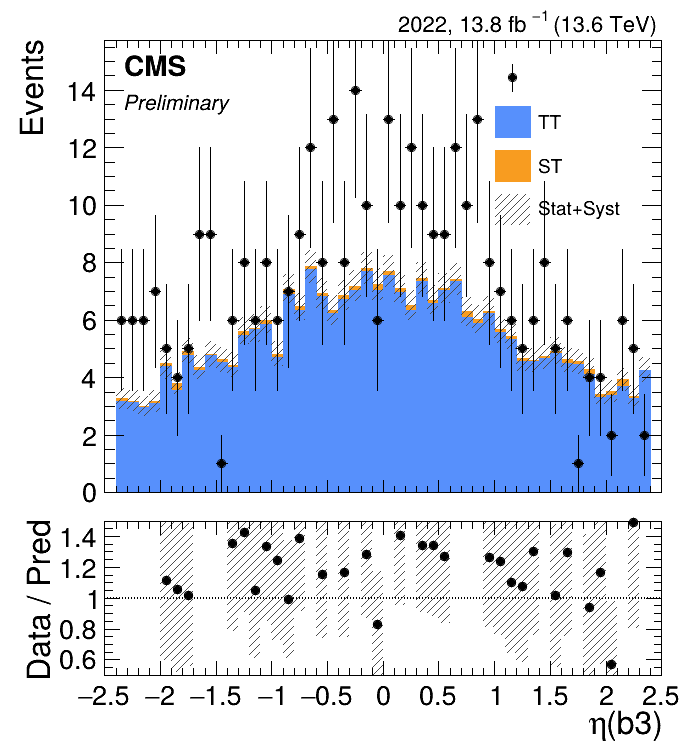 2022, 13.8 fb⁻¹ (13.6 TeV)
Events
CMS
Preliminary
TT
ST
Stat+Syst
14
12
10
8
6
4
2
0
Data / Pred
1.4
1.2
1
0.8
0.6
−2.5 −2 −1.5 −1 −0.5 0 0.5 1 1.5 2 2.5
η(b3)